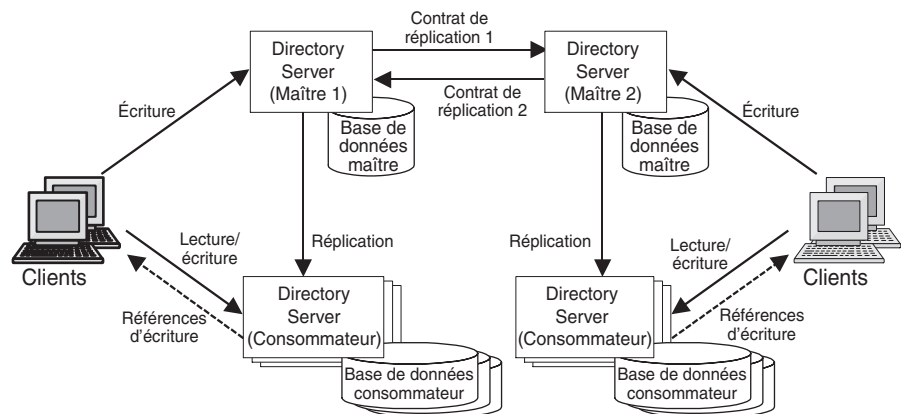 Contrat de
réplication 1
Directory
Server
(Maître 1)
Directory
Server
(Maître 2)
Contrat de
réplication 2
Écriture
Écriture
Base de
données
maître
Base de
données
maître
Clients
Lecture/
écriture
Réplication
Réplication
Lecture/
écriture
Clients
Références
d'écriture
Directory
Server
(Consommateur)
Directory
Server
(Consommateur)
Références
d'écriture
Base de données
consommateur
Base de données
consommateur